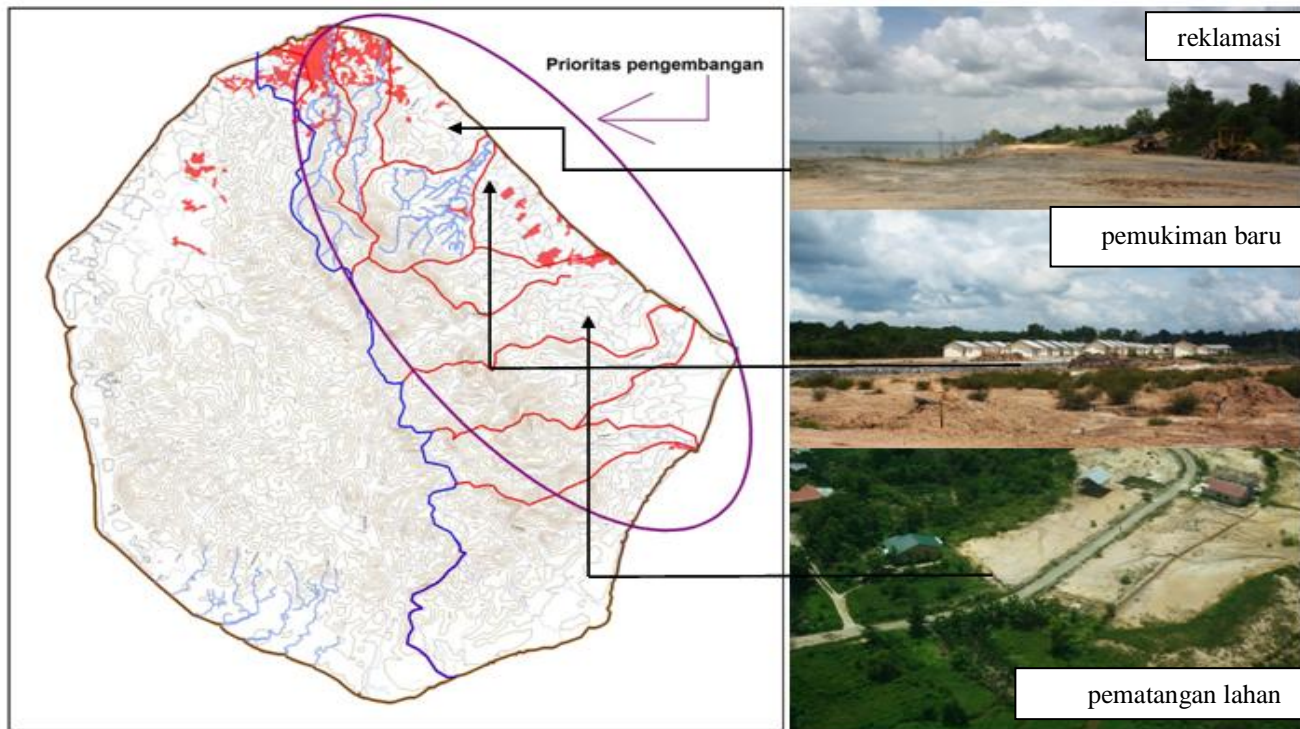 Prioritas pengembangan
reklamasi
pemukiman baru
pematangan lahan